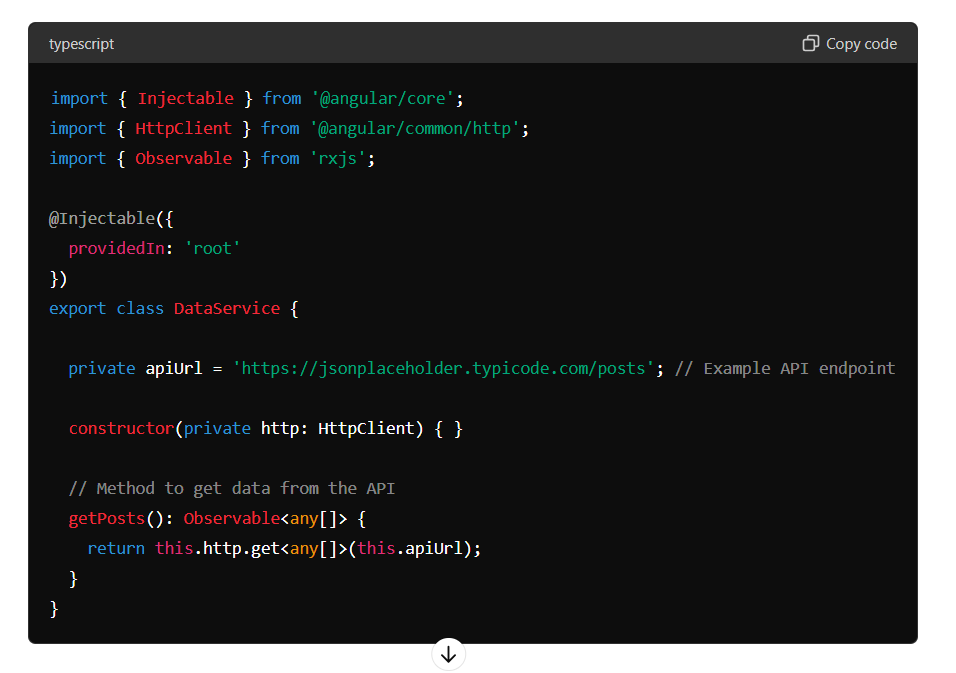 typescript
Copy code
import { Injectable } from '@angular/core';
import { HttpClient } from '@angular/common/http';
import { Observable } from 'rxjs';
@Injectable({
  providedIn: 'root'
})
export class DataService {
  private apiUrl = 'https://jsonplaceholder.typicode.com/posts'; // Example API endpoint
  constructor(private http: HttpClient) { }
  // Method to get data from the API
  getPosts(): Observable<any[]> {
    return this.http.get<any[]>(this.apiUrl);
  }
}